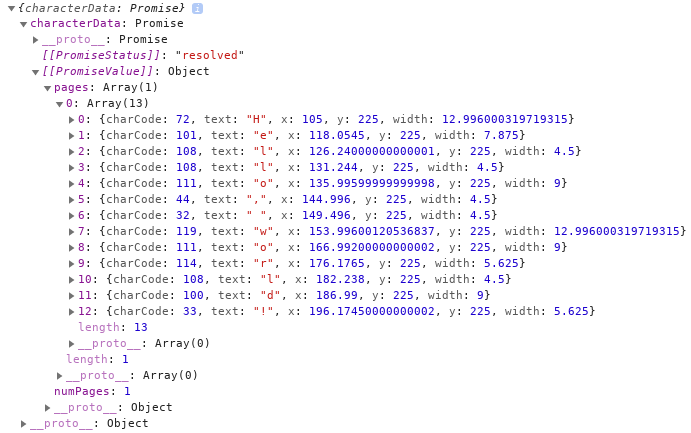 {characterData: Promise} i
characterData: Promise
__proto__: Promise
[[PromiseStatus]]: "resolved"
[[PromiseValue]]: Object
pages: Array(1)
0: Array(13)
0: {charCode: 72, text: "H", x: 105, y: 225, width: 12.996000319719315}
1: {charCode: 101, text: "e", x: 118.0545, y: 225, width: 7.875}
2: {charCode: 108, text: "l", x: 126.24000000000001, y: 225, width: 4.5}
3: {charCode: 108, text: "l", x: 131.244, y: 225, width: 4.5}
4: {charCode: 111, text: "o", x: 135.99599999999998, y: 225, width: 9}
5: {charCode: 44, text: ",", x: 144.996, y: 225, width: 4.5}
6: {charCode: 32, text: " ", x: 149.496, y: 225, width: 4.5}
7: {charCode: 119, text: "w", x: 153.99600120536837, y: 225, width: 12.996000319719315}
8: {charCode: 111, text: "o", x: 166.99200000000002, y: 225, width: 9}
9: {charCode: 114, text: "r", x: 176.1765, y: 225, width: 5.625}
10: {charCode: 108, text: "l", x: 182.238, y: 225, width: 4.5}
11: {charCode: 100, text: "d", x: 186.99, y: 225, width: 9}
12: {charCode: 33, text: "!", x: 196.17450000000002, y: 225, width: 5.625}
length: 13
__proto__: Array(0)
length: 1
__proto__: Array(0)
numPages: 1
__proto__: Object
__proto__: Object